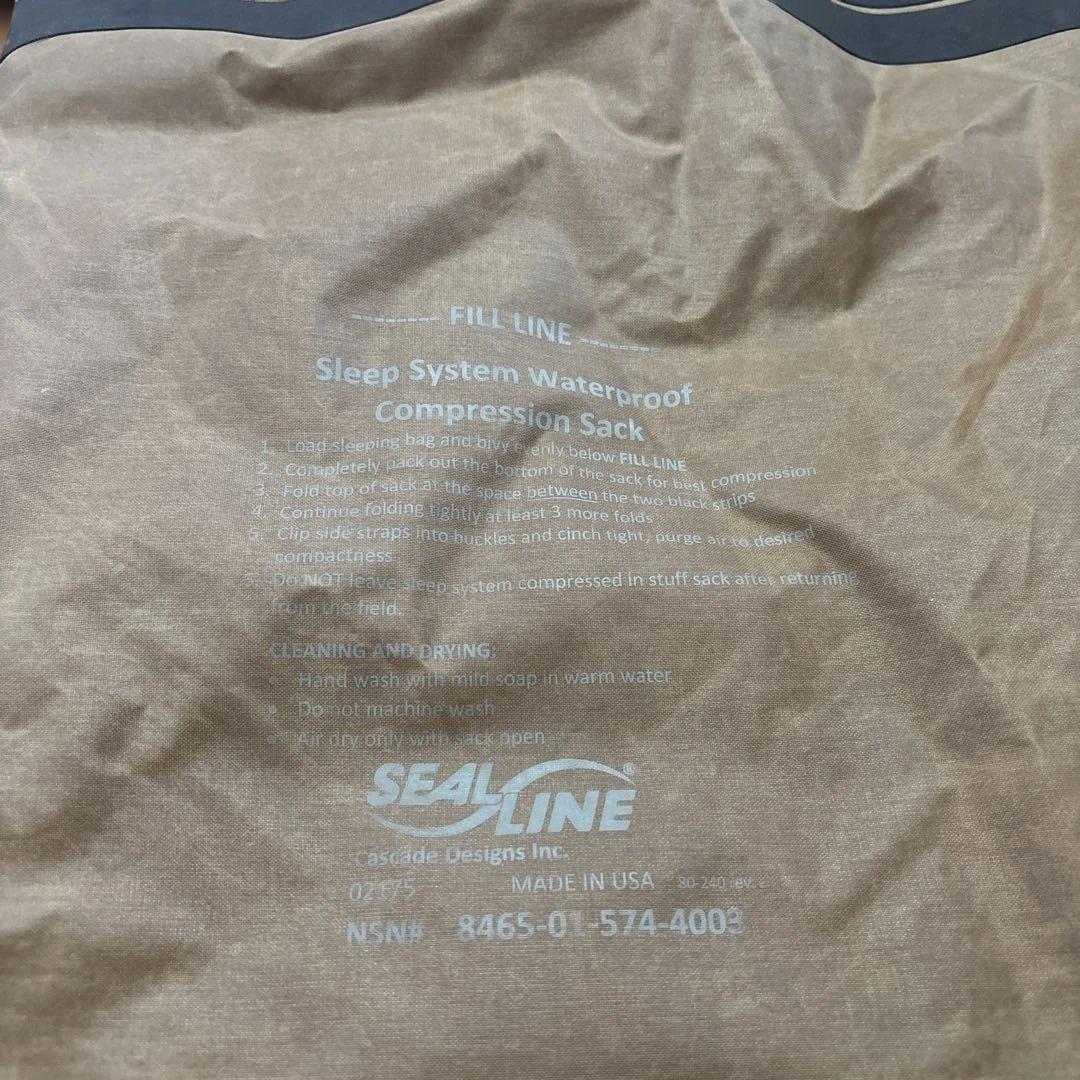 -------- FILL LINE --------
Sleep System Waterproof
Compression Sack
1. Load sleeping bag and bivy evenly below FILL LINE
2. Completely pack out the bottom of the sack for best compression
3. Fold top of sack at the space between the two black strips
4. Continue folding tightly at least 3 more folds
5. Clip side straps into buckles and cinch tight, purge air to desired
compactness
Do NOT leave sleep system compressed in stuff sack after returning
from the field.
CLEANING AND DRYING:
• Hand wash with mild soap in warm water
• Do not machine wash
• Air dry only with sack open
SEAL LINE®
Cascade Designs Inc.
MADE IN USA 80-240 rev.
NSN# 8465-01-574-4003